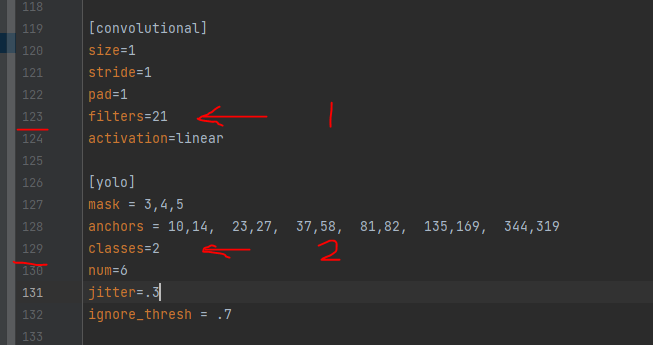 118
119 [convolutional]
120 size=1
121 stride=1
122 pad=1
123 filters=21 1
124 activation=linear
125
126 [yolo]
127 mask = 3,4,5
128 anchors = 10,14,  23,27,  37,58,  81,82,  135,169,  344,319
129 classes=2 2
130 num=6
131 jitter=.3
132 ignore_thresh = .7
133